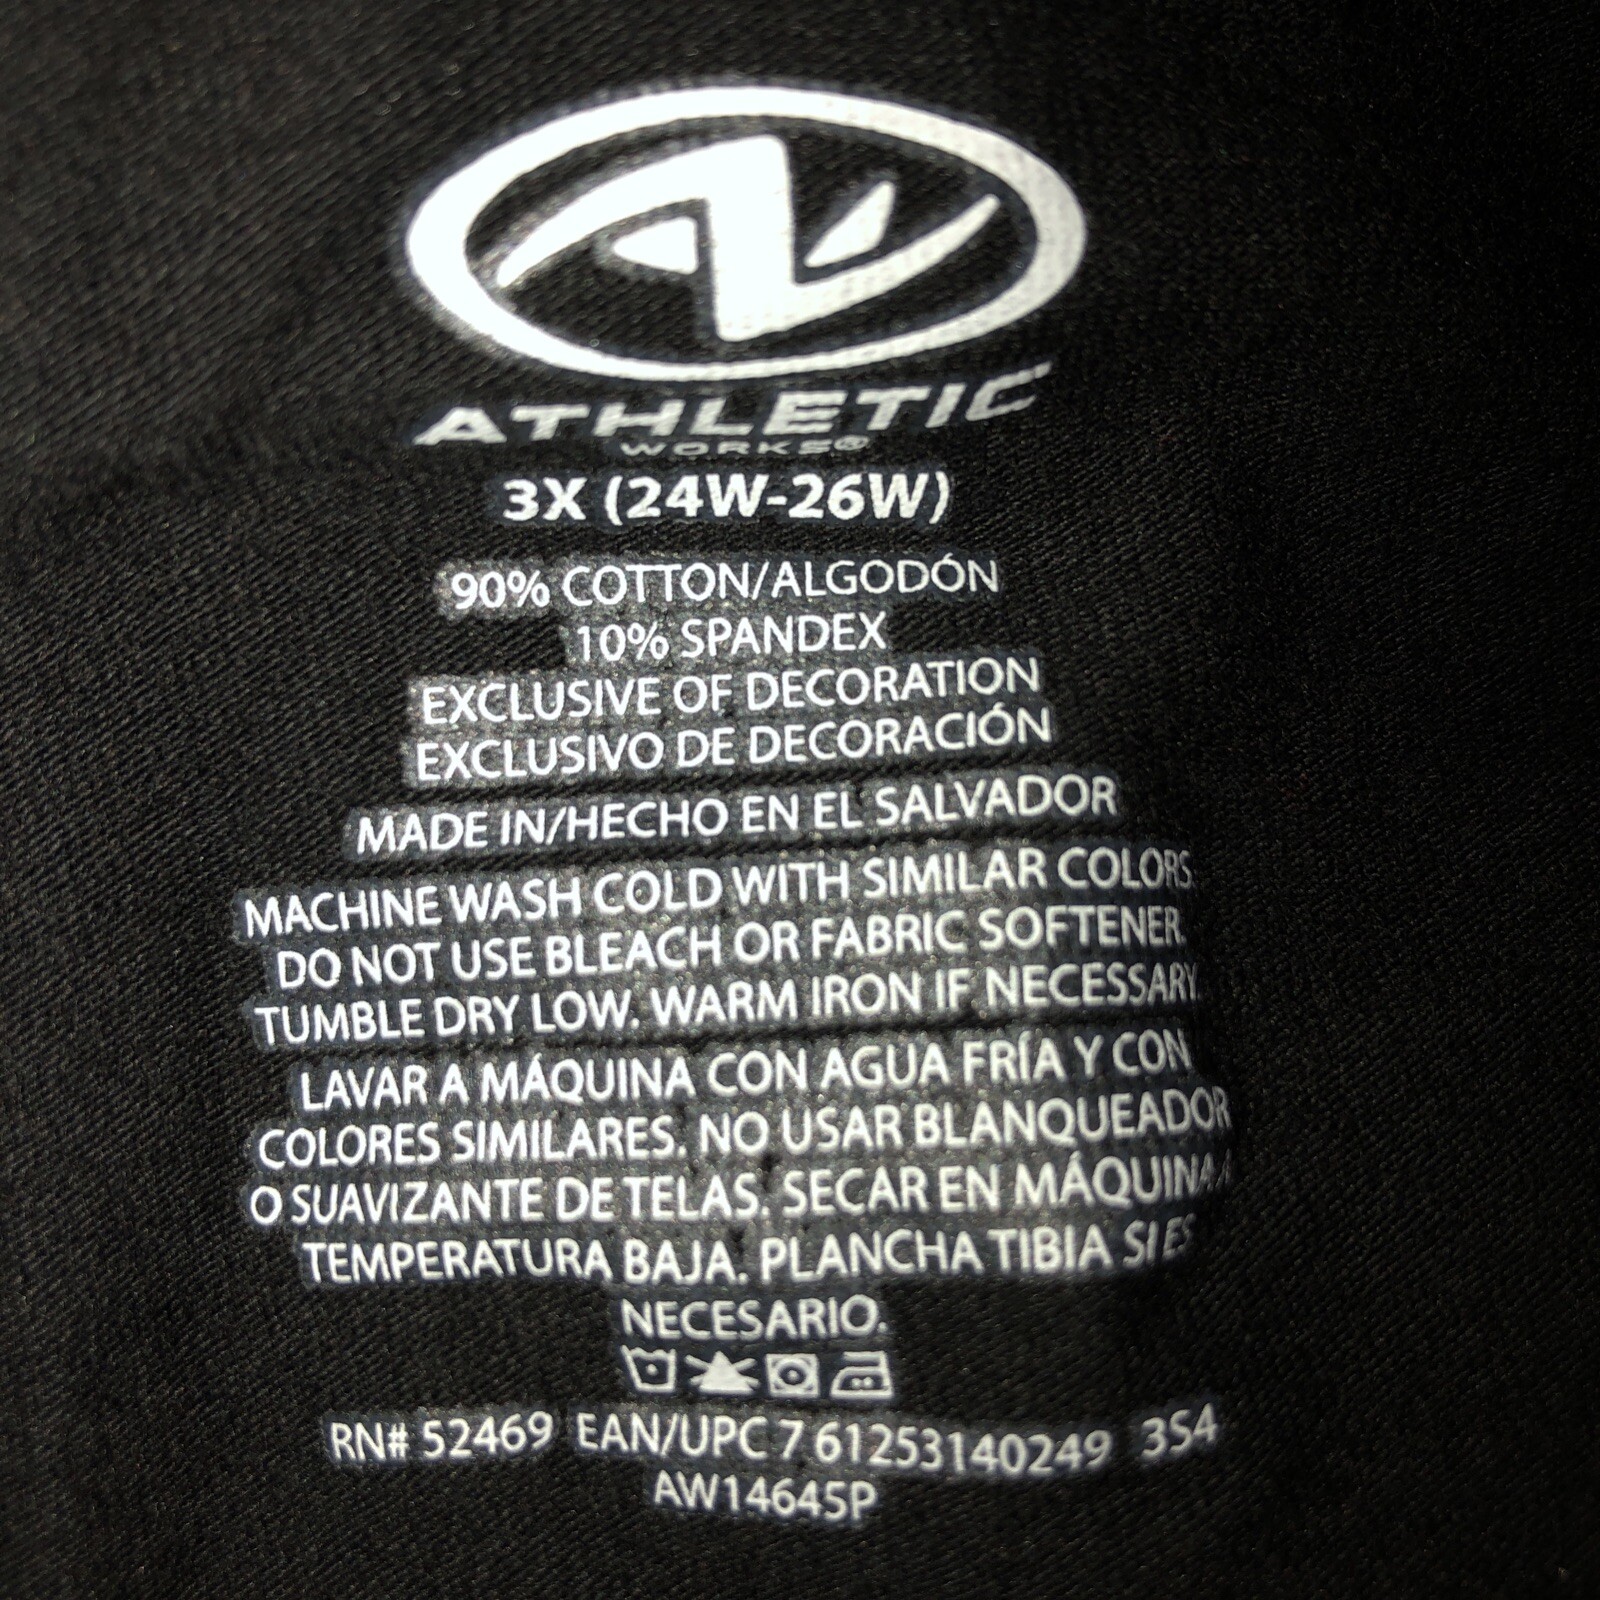 ATHLETIC
WORKS®
3X (24W-26W)
90% COTTON/ALGODÓN
10% SPANDEX
EXCLUSIVE OF DECORATION
EXCLUSIVO DE DECORACIÓN
MADE IN/HECHO EN EL SALVADOR
MACHINE WASH COLD WITH SIMILAR COLORS.
DO NOT USE BLEACH OR FABRIC SOFTENER.
TUMBLE DRY LOW. WARM IRON IF NECESSARY.
LAVAR A MÁQUINA CON AGUA FRÍA Y CON
COLORES SIMILARES. NO USAR BLANQUEADOR
O SUAVIZANTE DE TELAS. SECAR EN MÁQUINA A
TEMPERATURA BAJA. PLANCHA TIBIA SI ES
NECESARIO.
RN# 52469 EAN/UPC 7 61253140249 3S4
AW14645P